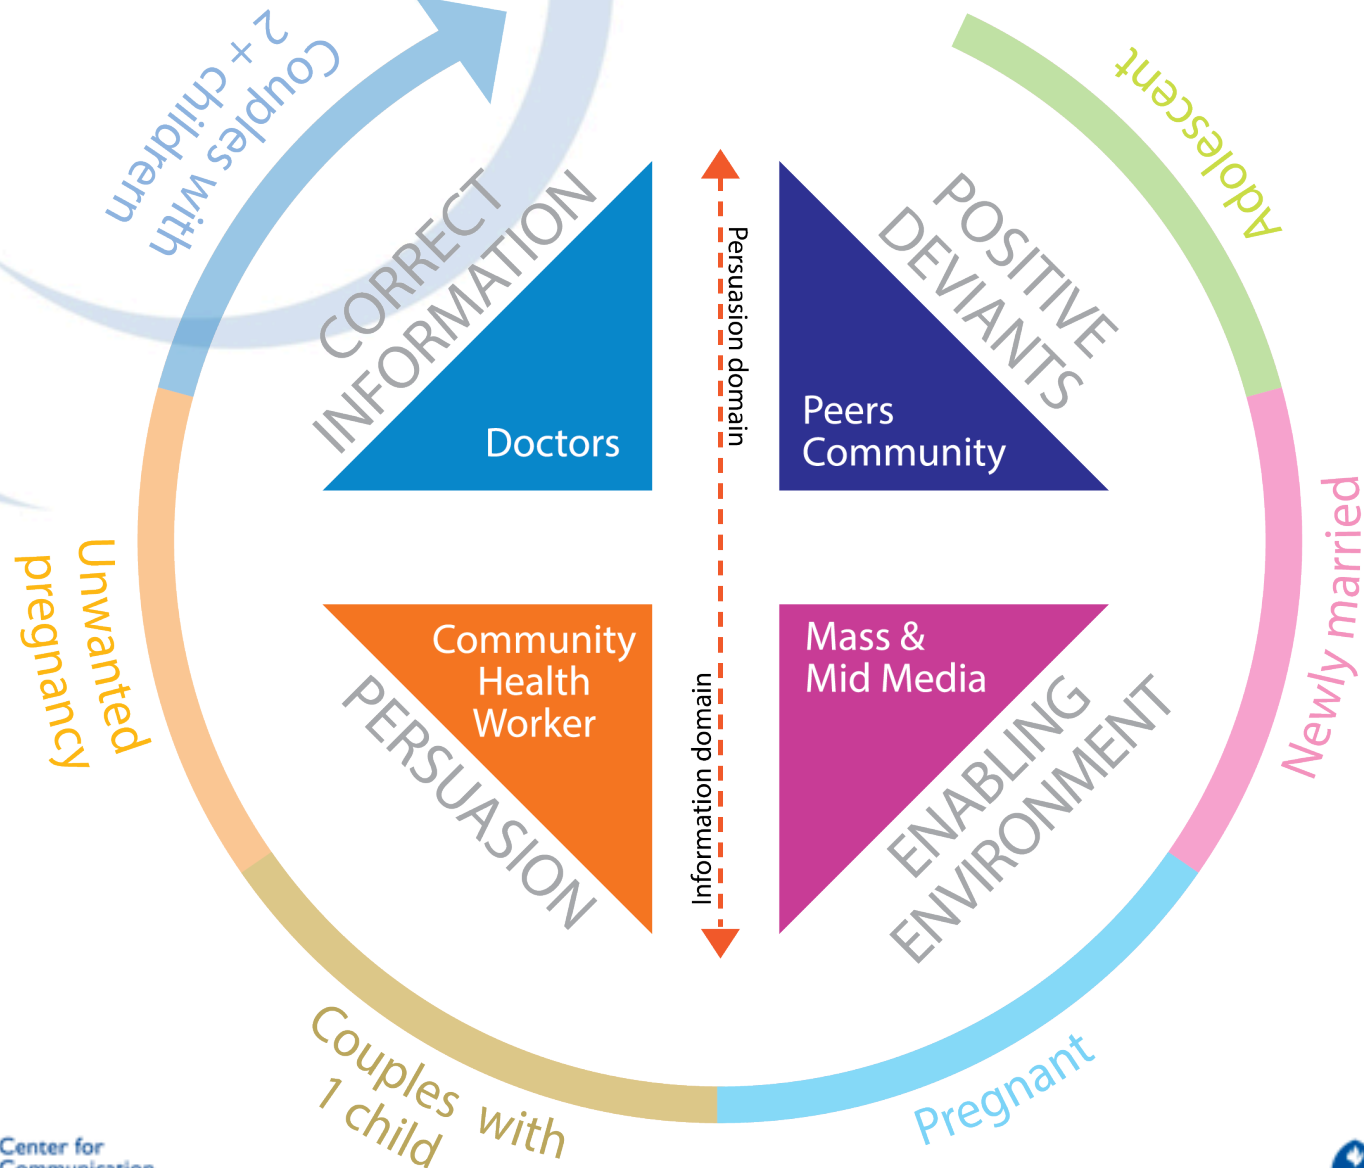 Couples with
2 + children
Adolescent
CORRECT
INFORMATION
POSITIVE
DEVIANTS
Persuasion domain
Doctors
Peers
Community
Newly married
Unwanted
pregnancy
Community
Health
Worker
Mass &
Mid Media
Information domain
PERSUASION
ENABLING
ENVIRONMENT
Couples with
1 child
Pregnant
Center for
Communication